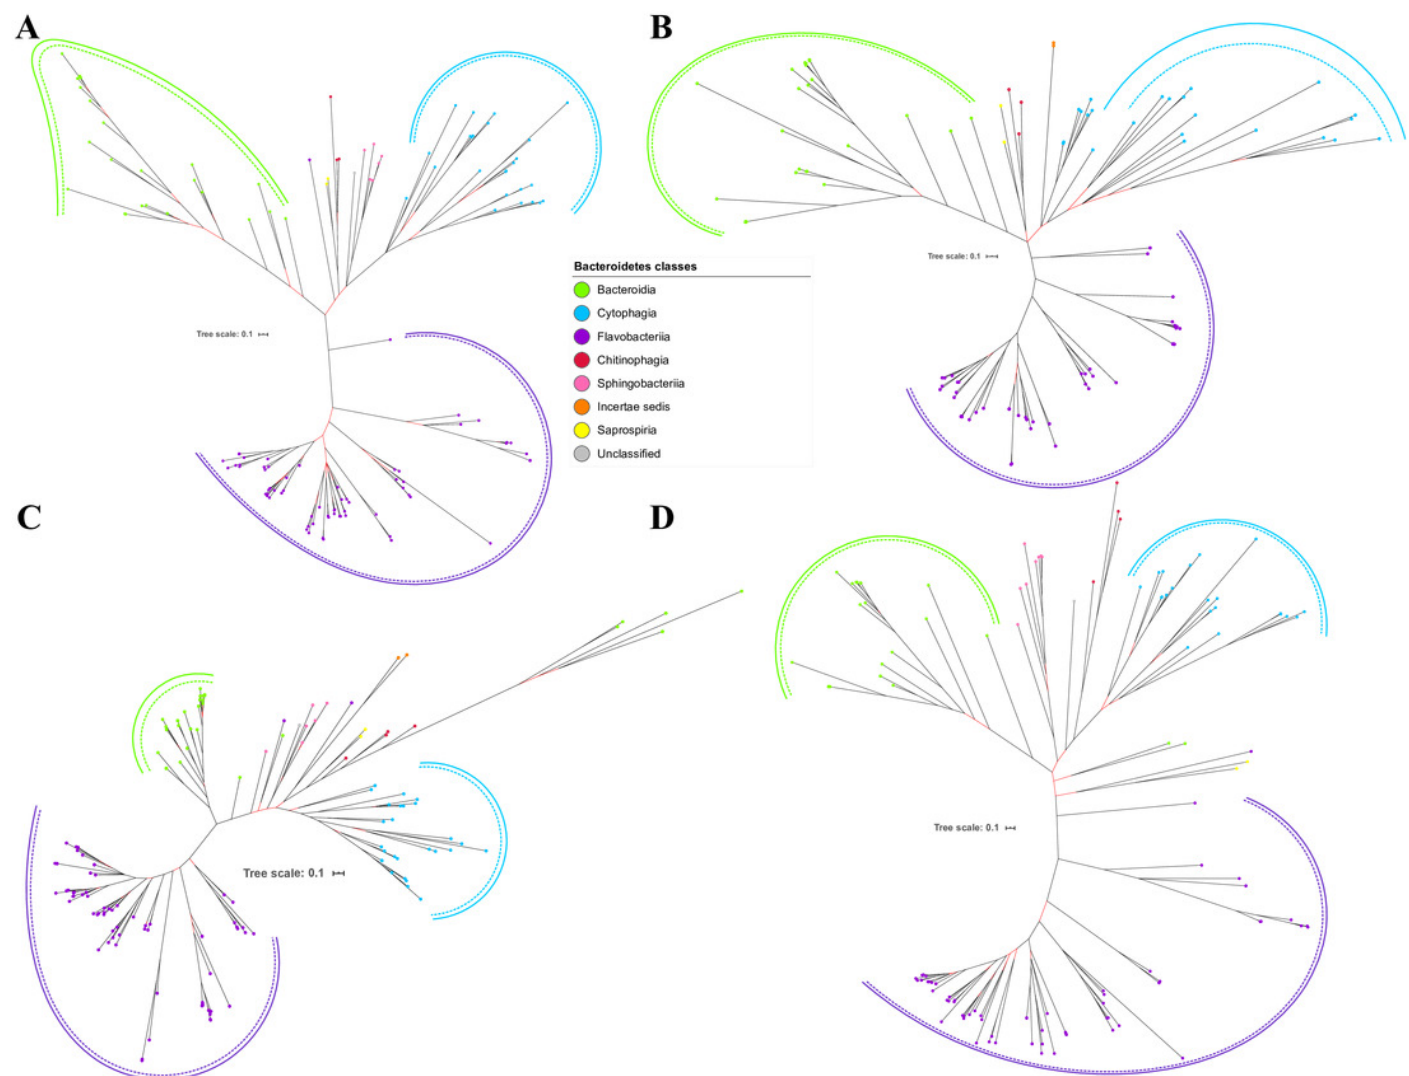 A
B
Tree scale: 0.1
Tree scale: 0.1
Bacteroidetes classes
Bacteroidia
Cytophagia
Flavobacteriia
Chitinophagia
Sphingobacteriia
Incertae sedis
Saprospiria
Unclassified
C
D
Tree scale: 0.1
Tree scale: 0.1